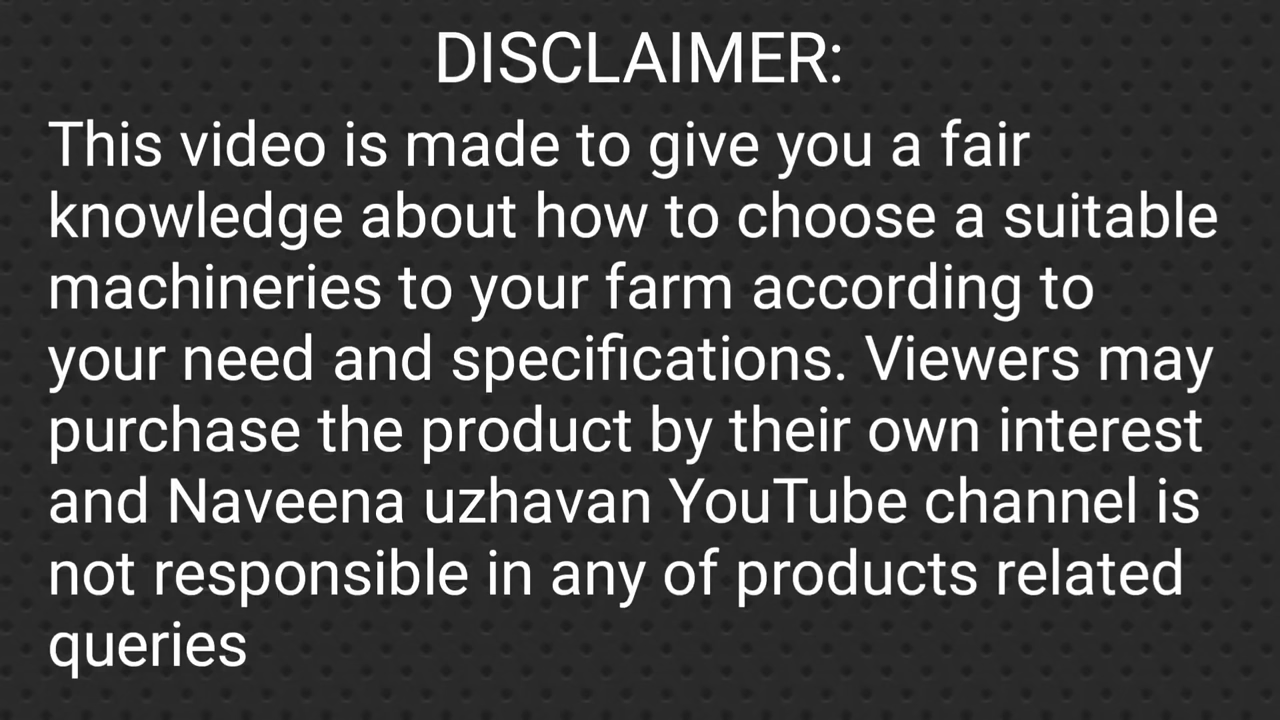 DISCLAIMER:
This video is made to give you a fair
knowledge about how to choose a suitable
machineries to your farm according to
your need and specifications. Viewers may
purchase the product by their own interest
and Naveena uzhavan YouTube channel is
not responsible in any of products related
queries